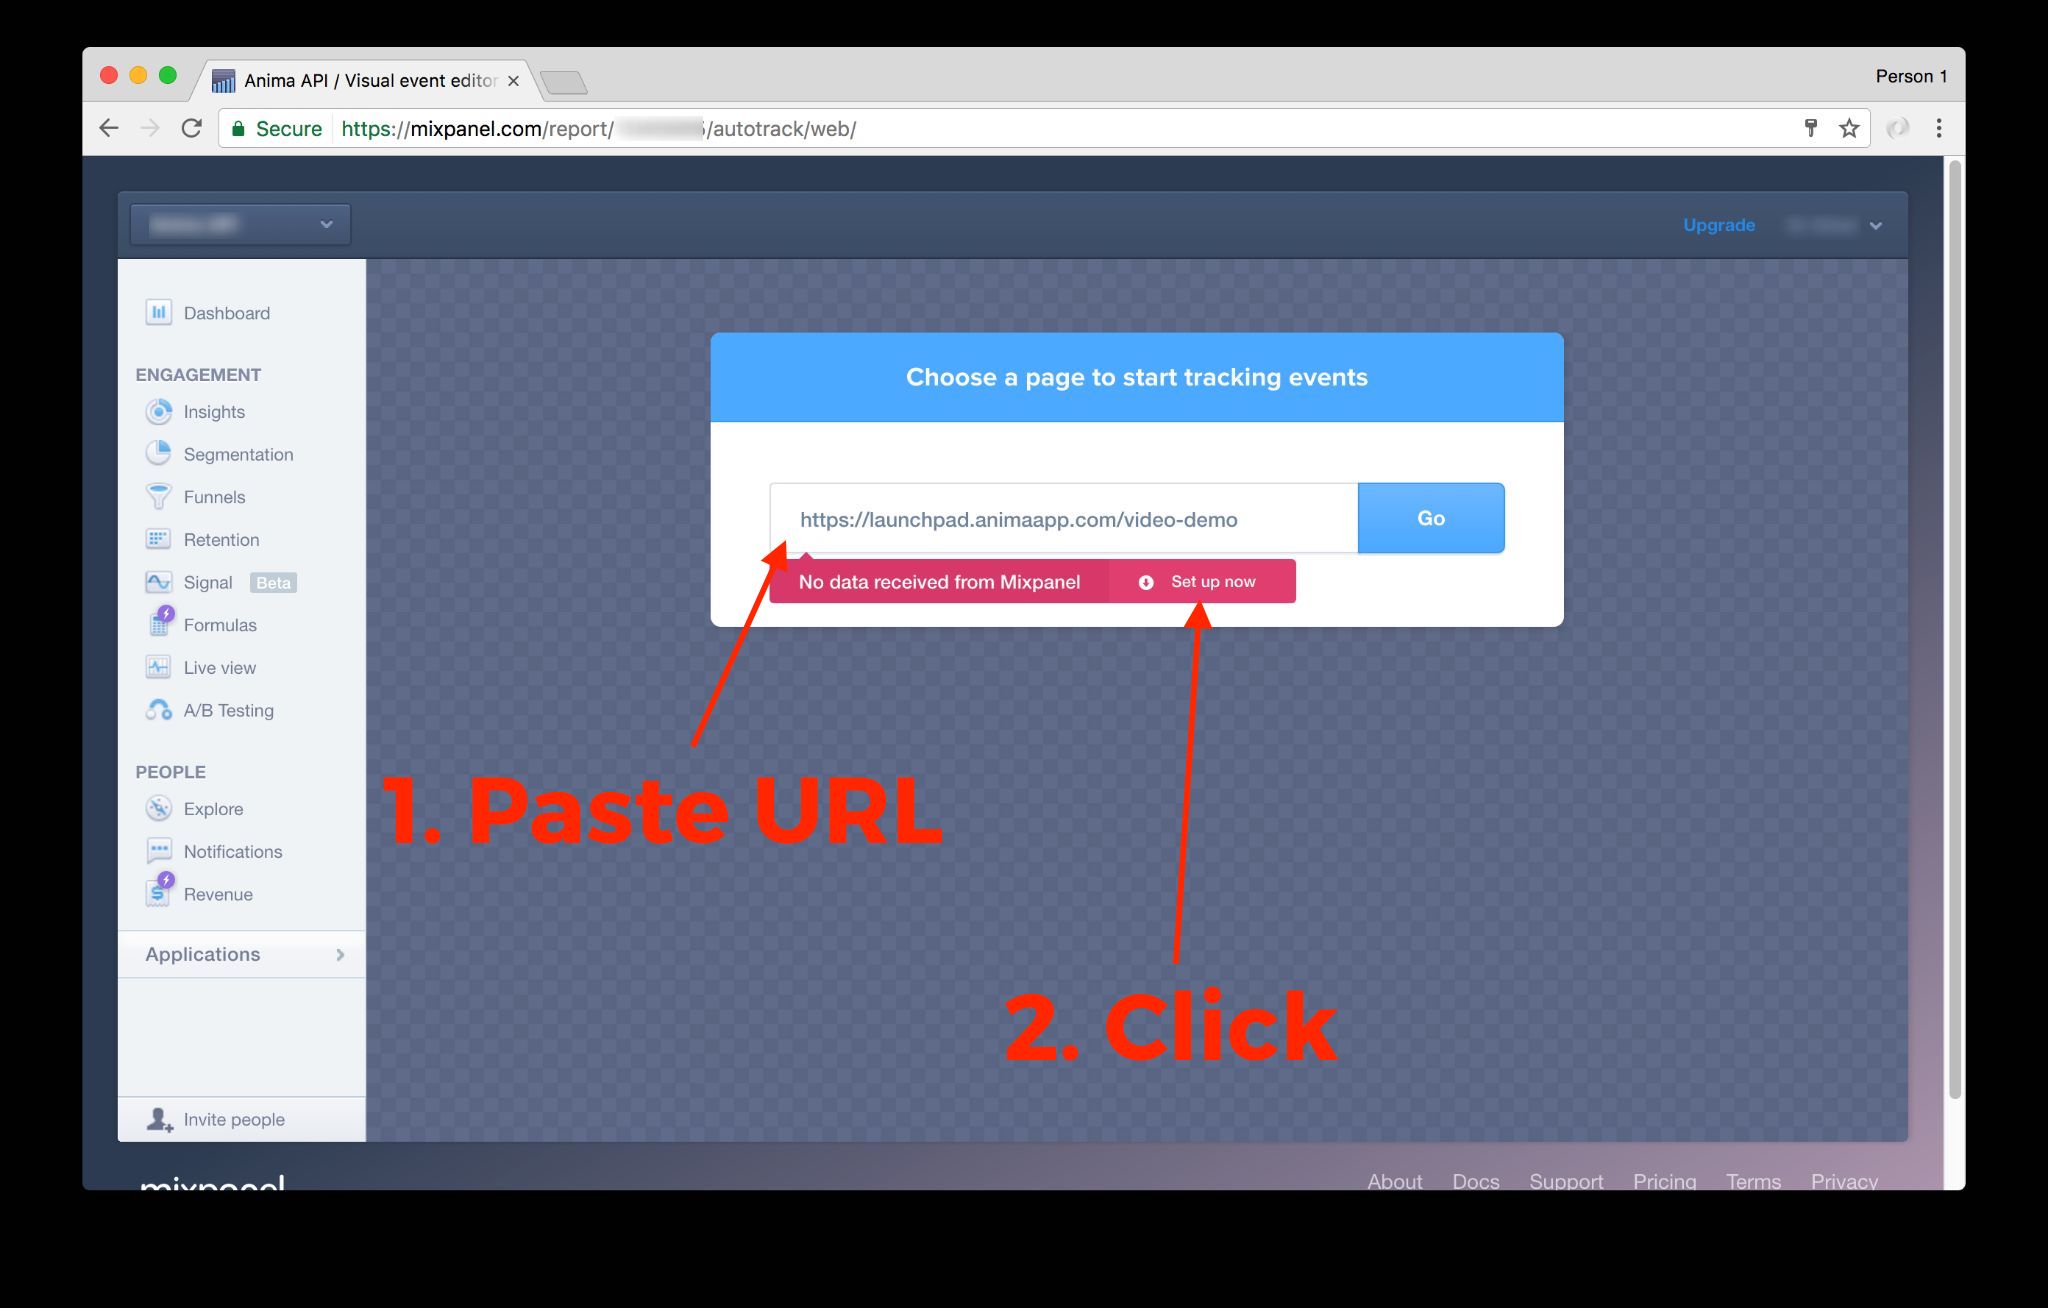 Anima API / Visual event editor
Person 1
Secure https://mixpanel.com/report/ /autotrack/web/
Upgrade
Dashboard
ENGAGEMENT
Insights
Segmentation
Funnels
Retention
Signal Beta
Formulas
Live view
A/B Testing
PEOPLE
Explore
Notifications
Revenue
Applications
Invite people
Choose a page to start tracking events
https://launchpad.animaapp.com/video-demo
Go
No data received from Mixpanel
Set up now
1. Paste URL
2. Click
mixpanel
About Docs Support Pricing Terms Privacy